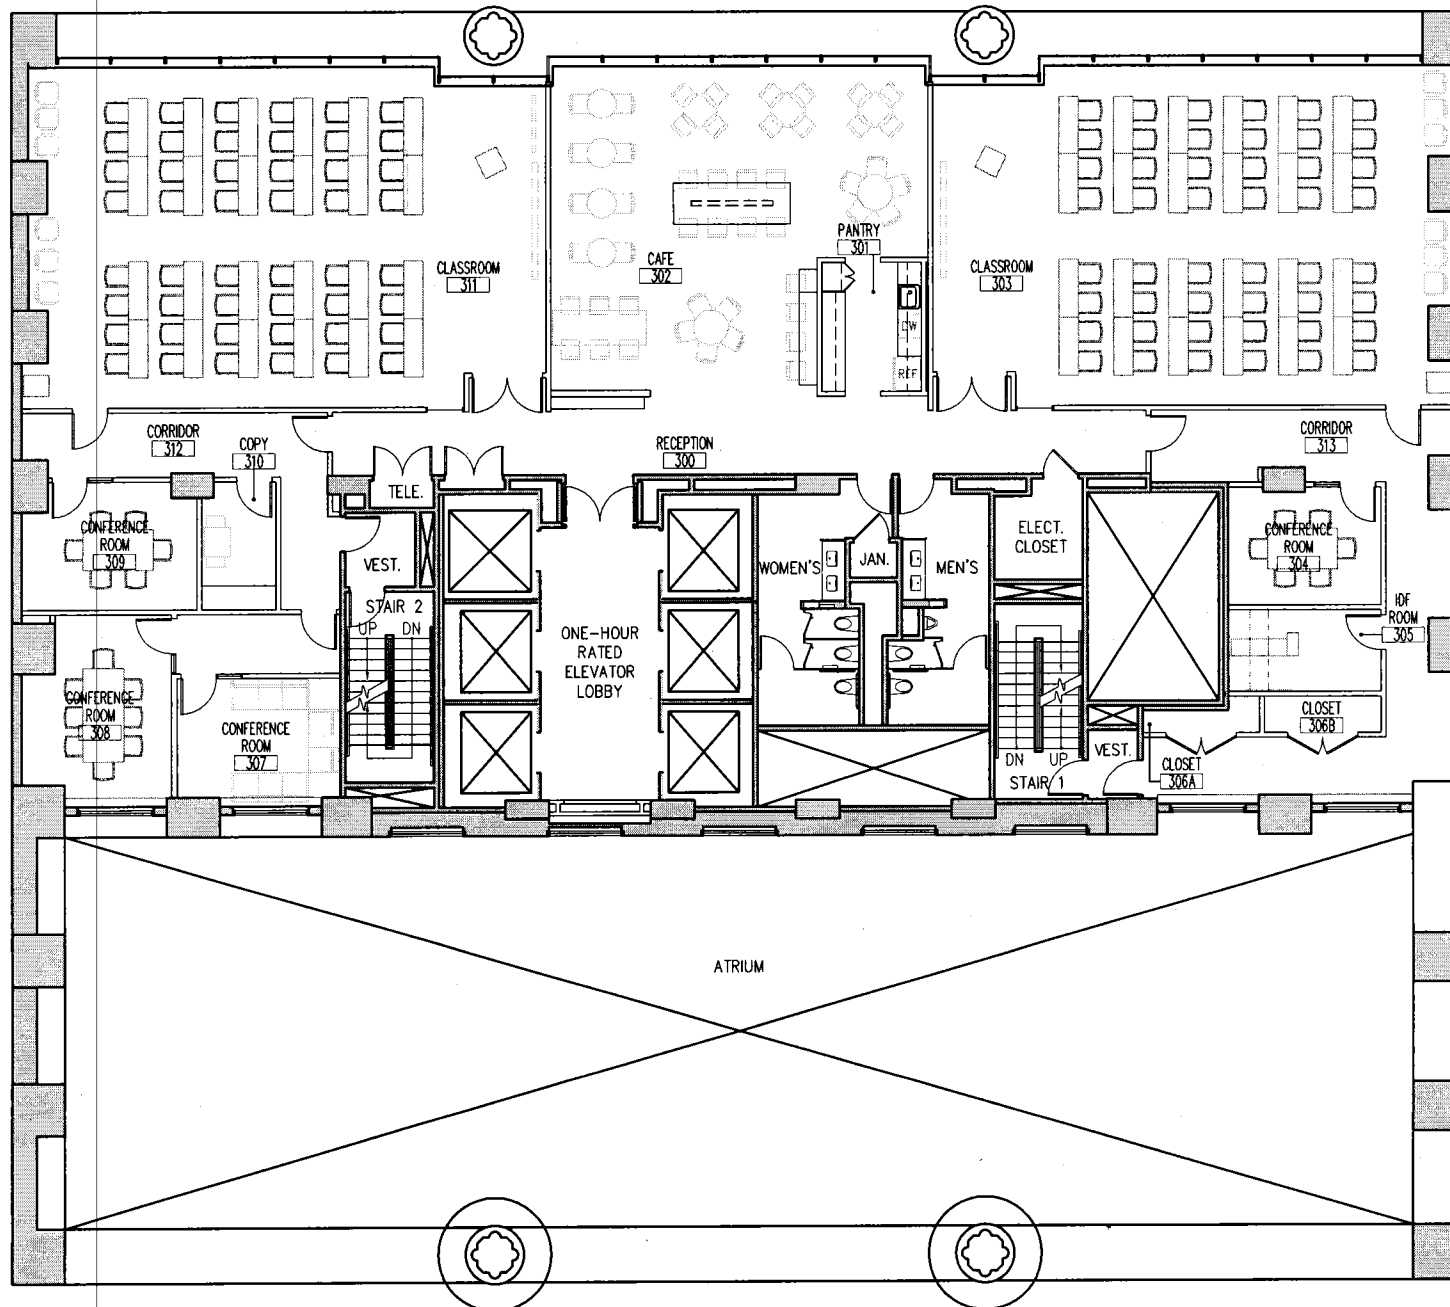 PANTRY
301
CAFE
302
CLASSROOM
311
CLASSROOM
303
DW
REF
CORRIDOR
312
COPY
310
RECEPTION
300
CORRIDOR
313
TELE.
CONFERENCE
ROOM
309
VEST.
WOMEN'S
JAN.
MEN'S
ELECT.
CLOSET
CONFERENCE
ROOM
304
STAIR 2
UP DN
ONE-HOUR
RATED
ELEVATOR
LOBBY
IDF
ROOM
305
CONFERENCE
ROOM
308
CONFERENCE
ROOM
307
CLOSET
306B
DN UP
VEST.
STAIR 1
CLOSET
306A
ATRIUM